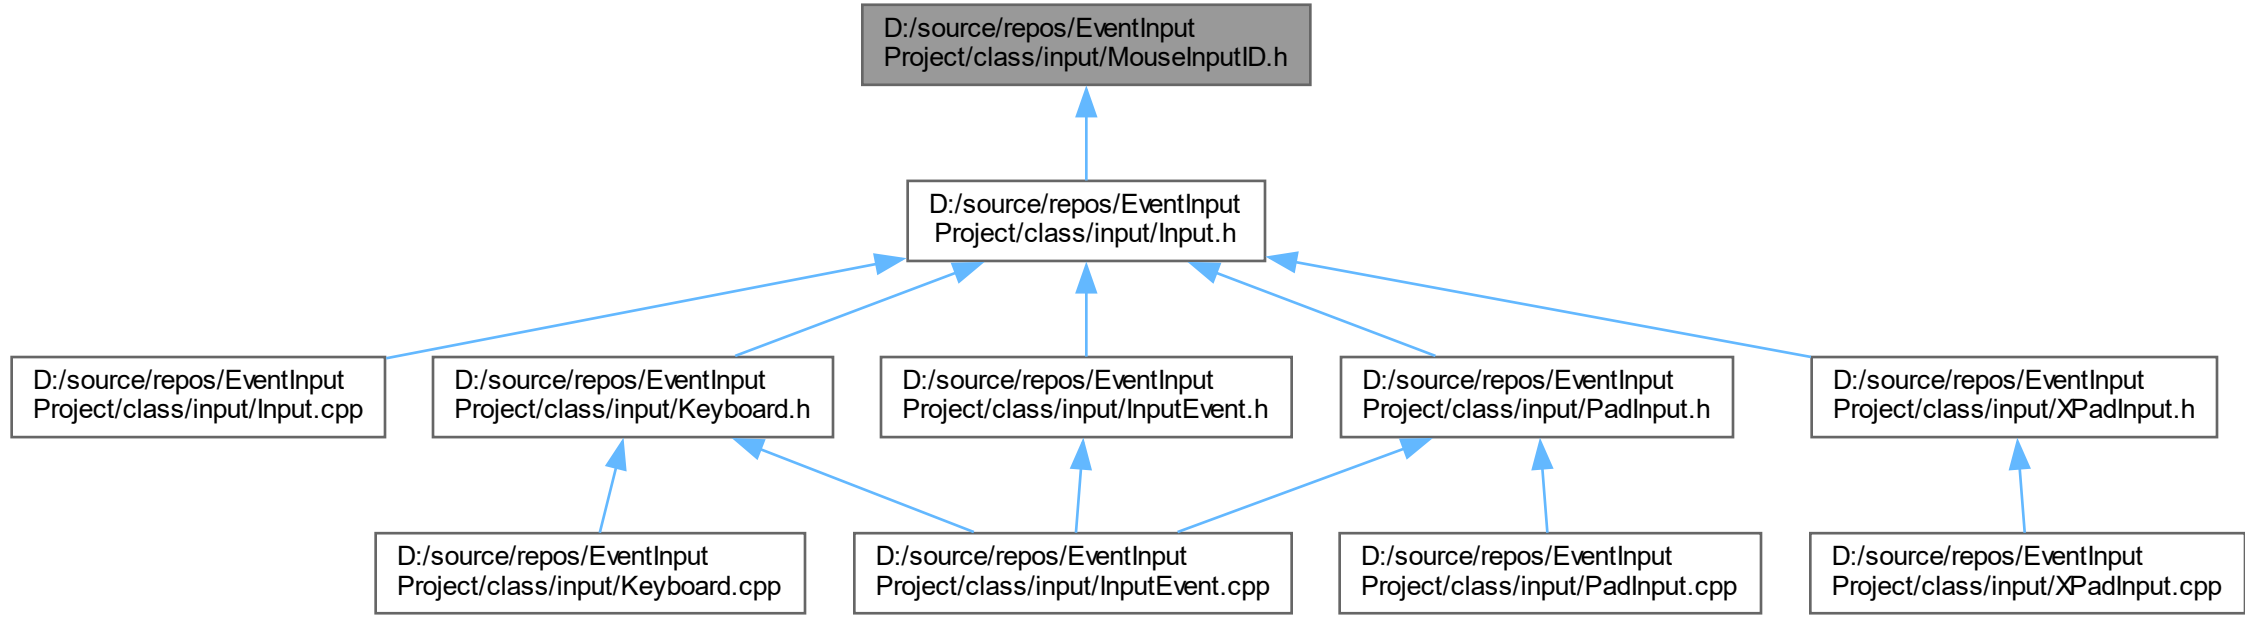 D:/source/repos/EventInput
Project/class/input/MouseInputID.h
D:/source/repos/EventInput
Project/class/input/Input.h
D:/source/repos/EventInput
Project/class/input/Input.cpp
D:/source/repos/EventInput
Project/class/input/Keyboard.h
D:/source/repos/EventInput
Project/class/input/InputEvent.h
D:/source/repos/EventInput
Project/class/input/PadInput.h
D:/source/repos/EventInput
Project/class/input/XPadInput.h
D:/source/repos/EventInput
Project/class/input/Keyboard.cpp
D:/source/repos/EventInput
Project/class/input/InputEvent.cpp
D:/source/repos/EventInput
Project/class/input/PadInput.cpp
D:/source/repos/EventInput
Project/class/input/XPadInput.cpp